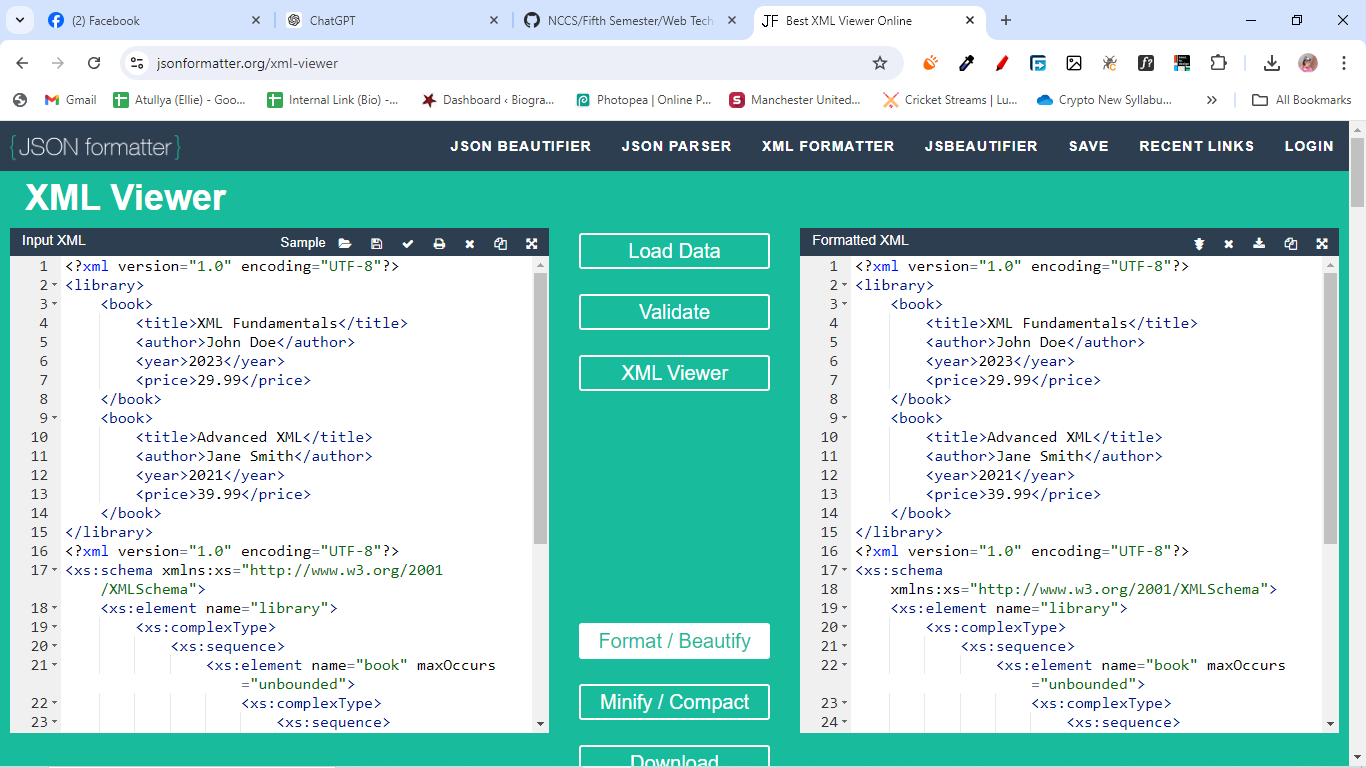 (2) Facebook
ChatGPT
NCCS/Fifth Semester/Web Tech
JF Best XML Viewer Online
jsonformatter.org/xml-viewer
f?
Gmail
Atullya (Ellie) - Goo...
Internal Link (Bio) -...
Dashboard ‹ Biogra...
Photopea | Online P...
S Manchester United...
Cricket Streams | Lu...
Crypto New Syllabu...
All Bookmarks
{JSON formatter}
JSON BEAUTIFIER
JSON PARSER
XML FORMATTER
JSBEAUTIFIER
SAVE
RECENT LINKS
LOGIN
XML Viewer
Input XML
Sample
1 <?xml version="1.0" encoding="UTF-8"?>
2 <library>
3 <book>
4 <title>XML Fundamentals</title>
5 <author>John Doe</author>
6 <year>2023</year>
7 <price>29.99</price>
8 </book>
9 <book>
10 <title>Advanced XML</title>
11 <author>Jane Smith</author>
12 <year>2021</year>
13 <price>39.99</price>
14 </book>
15 </library>
16 <?xml version="1.0" encoding="UTF-8"?>
17 <xs:schema xmlns:xs="http://www.w3.org/2001
/XMLSchema">
18 <xs:element name="library">
19 <xs:complexType>
20 <xs:sequence>
21 <xs:element name="book" maxOccurs
="unbounded">
22 <xs:complexType>
23 <xs:sequence>
Load Data
Validate
XML Viewer
Format / Beautify
Minify / Compact
Download
Formatted XML
1 <?xml version="1.0" encoding="UTF-8"?>
2 <library>
3 <book>
4 <title>XML Fundamentals</title>
5 <author>John Doe</author>
6 <year>2023</year>
7 <price>29.99</price>
8 </book>
9 <book>
10 <title>Advanced XML</title>
11 <author>Jane Smith</author>
12 <year>2021</year>
13 <price>39.99</price>
14 </book>
15 </library>
16 <?xml version="1.0" encoding="UTF-8"?>
17 <xs:schema
18 xmlns:xs="http://www.w3.org/2001/XMLSchema">
19 <xs:element name="library">
20 <xs:complexType>
21 <xs:sequence>
22 <xs:element name="book" maxOccurs
="unbounded">
23 <xs:complexType>
24 <xs:sequence>